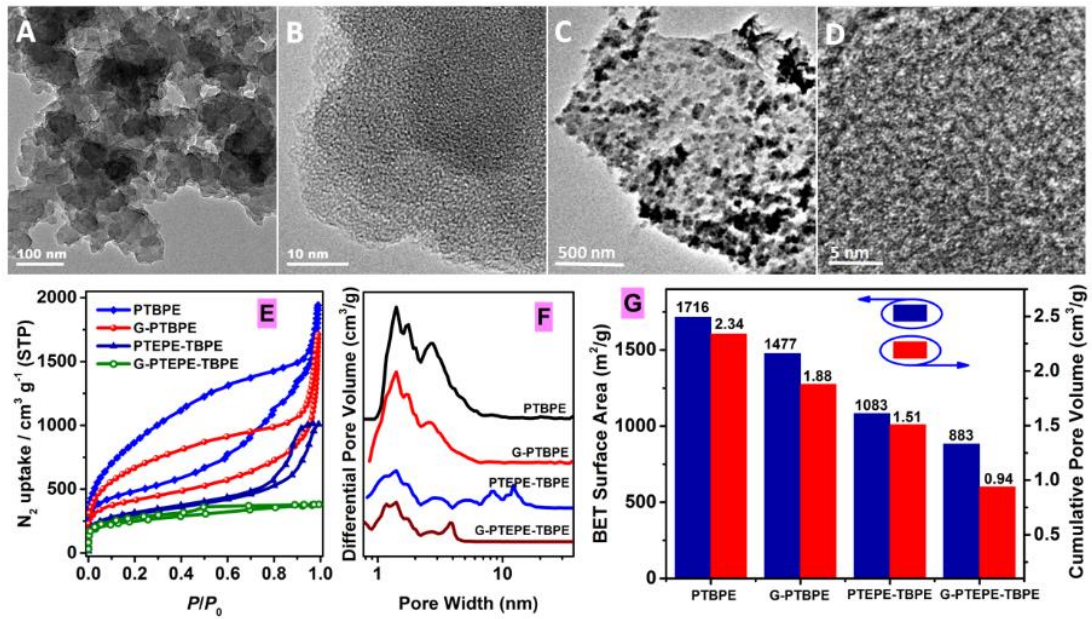 A
100 nm
B
10 nm
C
500 nm
D
5 nm
E
N₂ uptake / cm³ g⁻¹ (STP)
2000
1500
1000
500
0
PTBPE
G-PTBPE
PTEPE-TBPE
G-PTEPE-TBPE
0.0 0.2 0.4 0.6 0.8 1.0
P/P₀
F
Differential Pore Volume (cm³/g)
PTBPE
G-PTBPE
PTEPE-TBPE
G-PTEPE-TBPE
1 10
Pore Width (nm)
G
BET Surface Area (m²/g)
1500
1000
500
0
1716
2.34
1477
1.88
1083
1.51
883
0.94
PTBPE G-PTBPE PTEPE-TBPE G-PTEPE-TBPE
2.5
2.0
1.5
1.0
0.5
Cumulative Pore Volume (cm³/g)